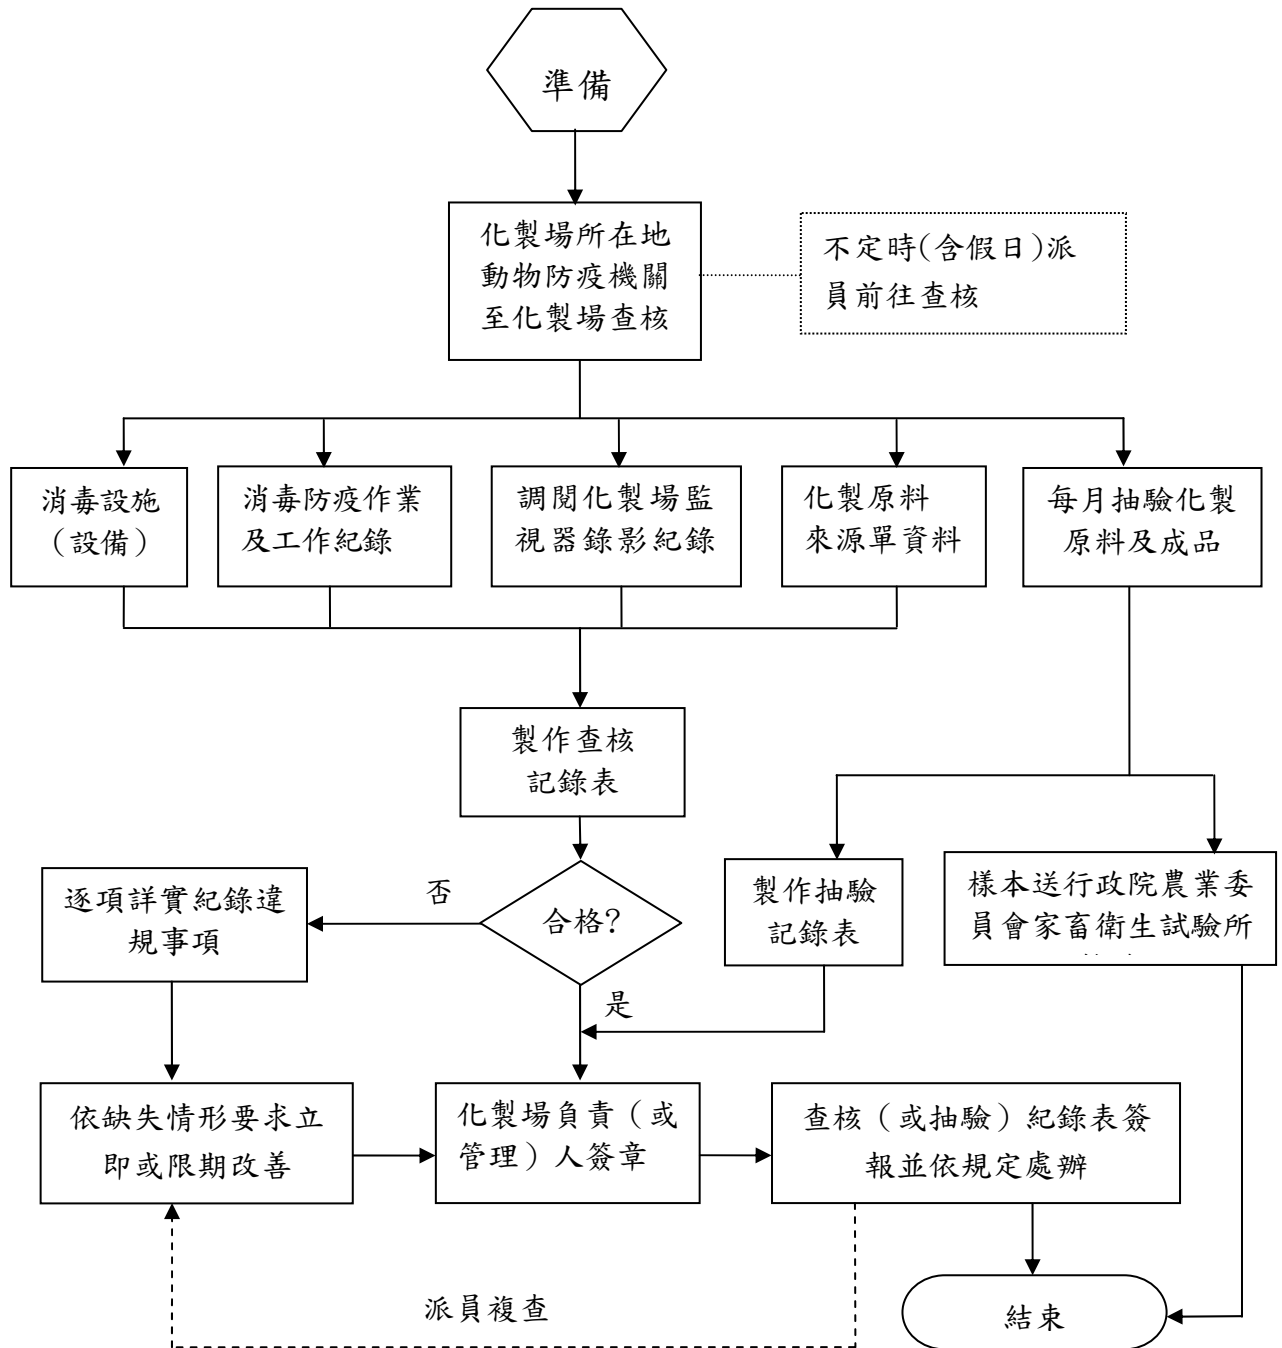 準備
化製場所在地
動物防疫機關
至化製場查核
不定時(含假日)派
員前往查核
消毒設施
（設備）
消毒防疫作業
及工作紀錄
調閱化製場監
視器錄影紀錄
化製原料
來源單資料
每月抽驗化製
原料及成品
製作查核
記錄表
合格?
否
是
逐項詳實紀錄違
規事項
製作抽驗
記錄表
樣本送行政院農業委
員會家畜衛生試驗所
依缺失情形要求立
即或限期改善
化製場負責（或
管理）人簽章
查核（或抽驗）紀錄表簽
報並依規定處辦
派員複查
結束